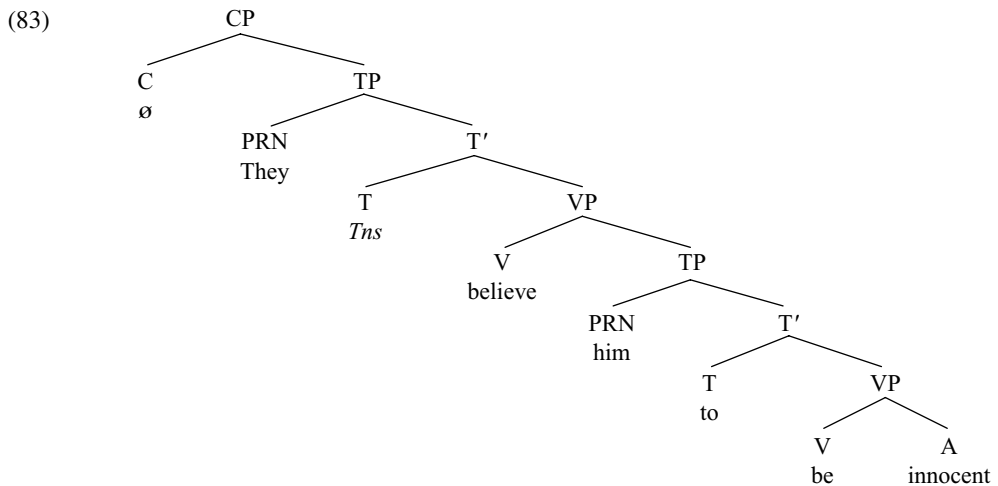 (83)
CP
C
ø
TP
PRN
They
T′
T
Tns
VP
V
believe
TP
PRN
him
T′
T
to
VP
V
be
A
innocent